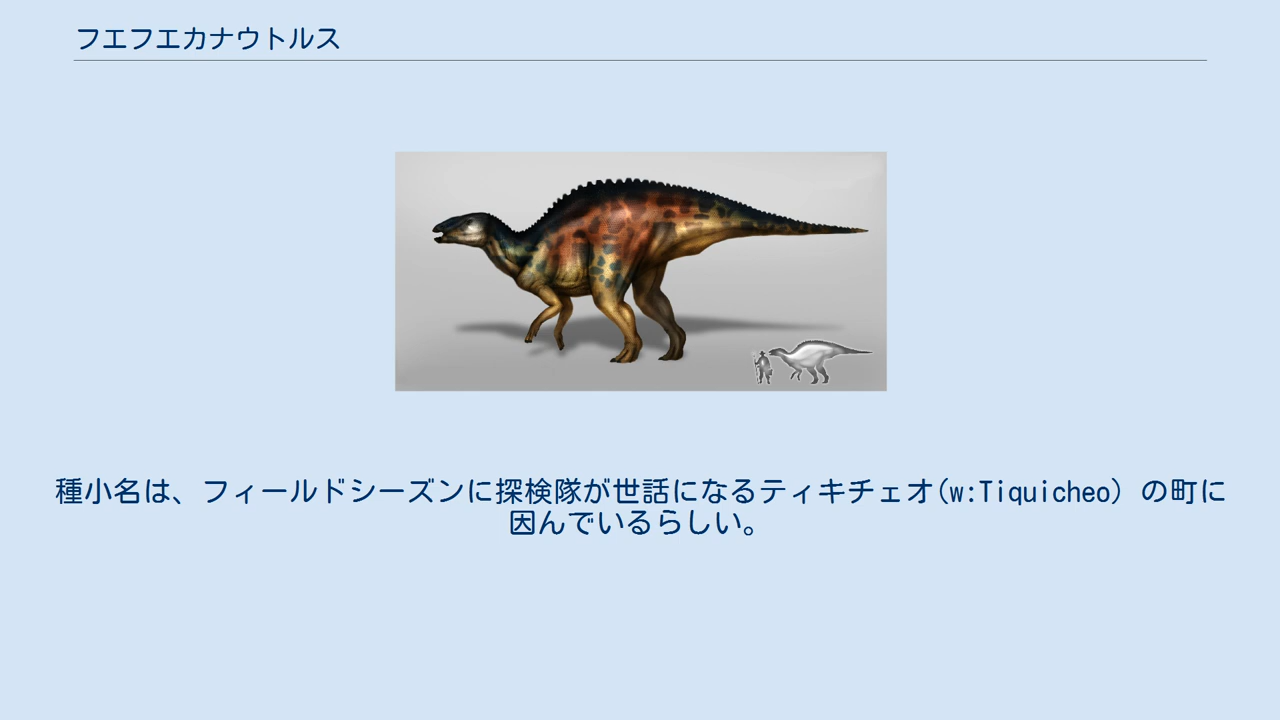 フエフエカナウトルス
種小名は、フィールドシーズンに探検隊が世話になるティキチェオ(w:Tiquicheo) の町に
因んでいるらしい。